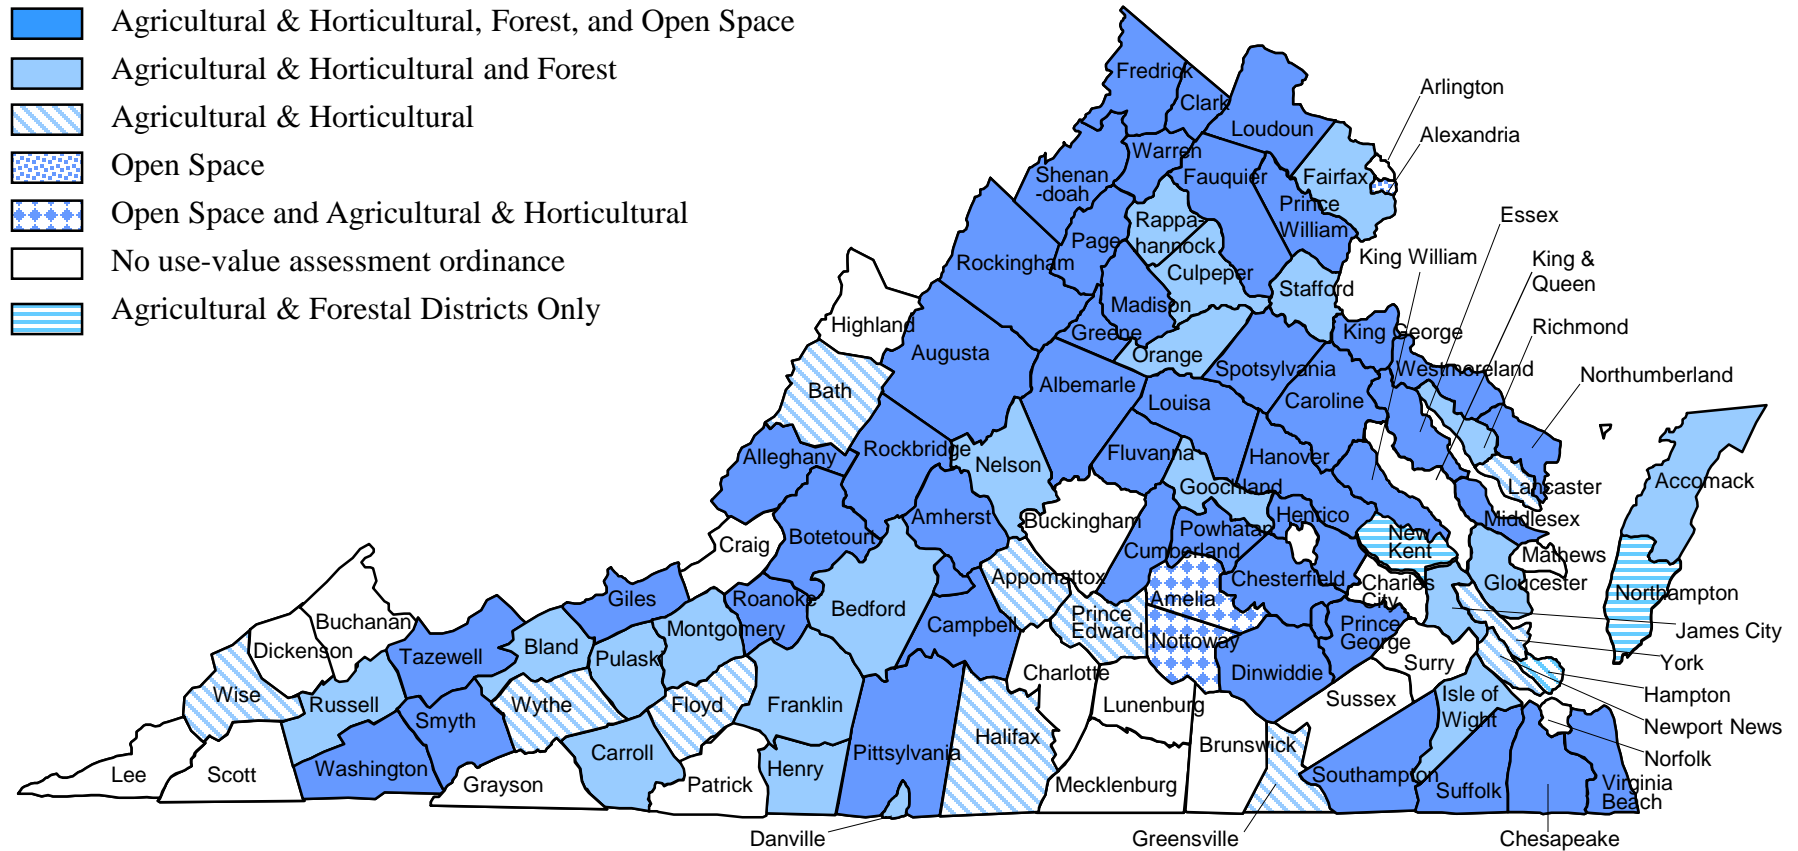 Agricultural & Horticultural, Forest, and Open Space
Agricultural & Horticultural and Forest
Agricultural & Horticultural
Open Space
Open Space and Agricultural & Horticultural
No use-value assessment ordinance
Agricultural & Forestal Districts Only
Fredrick
Clark
Loudoun
Arlington
Alexandria
Warren
Shenan
-doah
Fauquier
Fairfax
Prince
William
Essex
Rappa-
hannock
Page
King William
King &
Queen
Rockingham
Culpeper
Stafford
Madison
Highland
Greene
King George
Richmond
Augusta
Orange
Spotsylvania
Westmoreland
Northumberland
Bath
Albemarle
Louisa
Caroline
Rockbridge
Alleghany
Nelson
Fluvanna
Hanover
Goochland
Lancaster
Accomack
Amherst
Buckingham
Henrico
Powhatan
Middlesex
Craig
Botetourt
Cumberland
New
Kent
Mathews
Appomattox
Chesterfield
Charles
City
Gloucester
Northampton
Giles
Roanoke
Bedford
Amelia
Buchanan
Montgomery
Campbell
Prince
Edward
Nottoway
Prince
George
James City
Dickenson
Tazewell
Bland
Pulask
York
Surry
Charlotte
Dinwiddie
Wise
Russell
Wythe
Floyd
Franklin
Lunenburg
Sussex
Isle of
Wight
Hampton
Smyth
Newport News
Carroll
Pittsylvania
Halifax
Brunswick
Norfolk
Lee
Scott
Washington
Grayson
Patrick
Henry
Mecklenburg
Southampton
Suffolk
Virginia
Beach
Danville
Greensville
Chesapeake